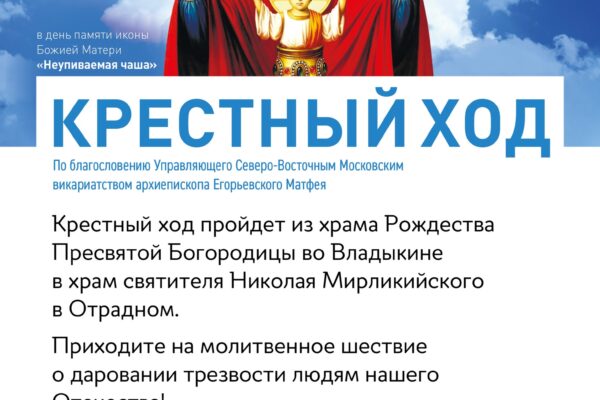 в день памяти иконы
Божией Матери
«Неупиваемая чаша»
КРЕСТНЫЙ ХОД
По благословению Управляющего Северо-Восточным Московским
викариатством архиепископа Егорьевского Матфея
Крестный ход пройдет из храма Рождества
Пресвятой Богородицы во Владыкине
в храм святителя Николая Мирликийского
в Отрадном.
Приходите на молитвенное шествие
о даровании трезвости людям нашего
Отечества!